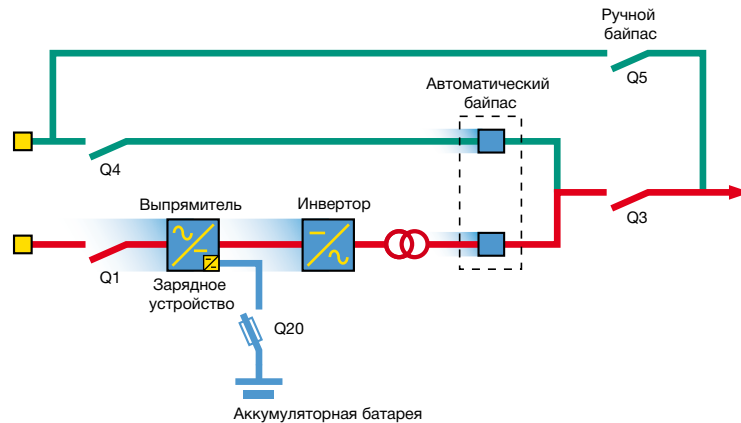 Ручной
байпас
Q5
Автоматический
байпас
Q4
Выпрямитель
Инвертор
Q3
Q1
Зарядное
устройство
Q20
Аккумуляторная батарея